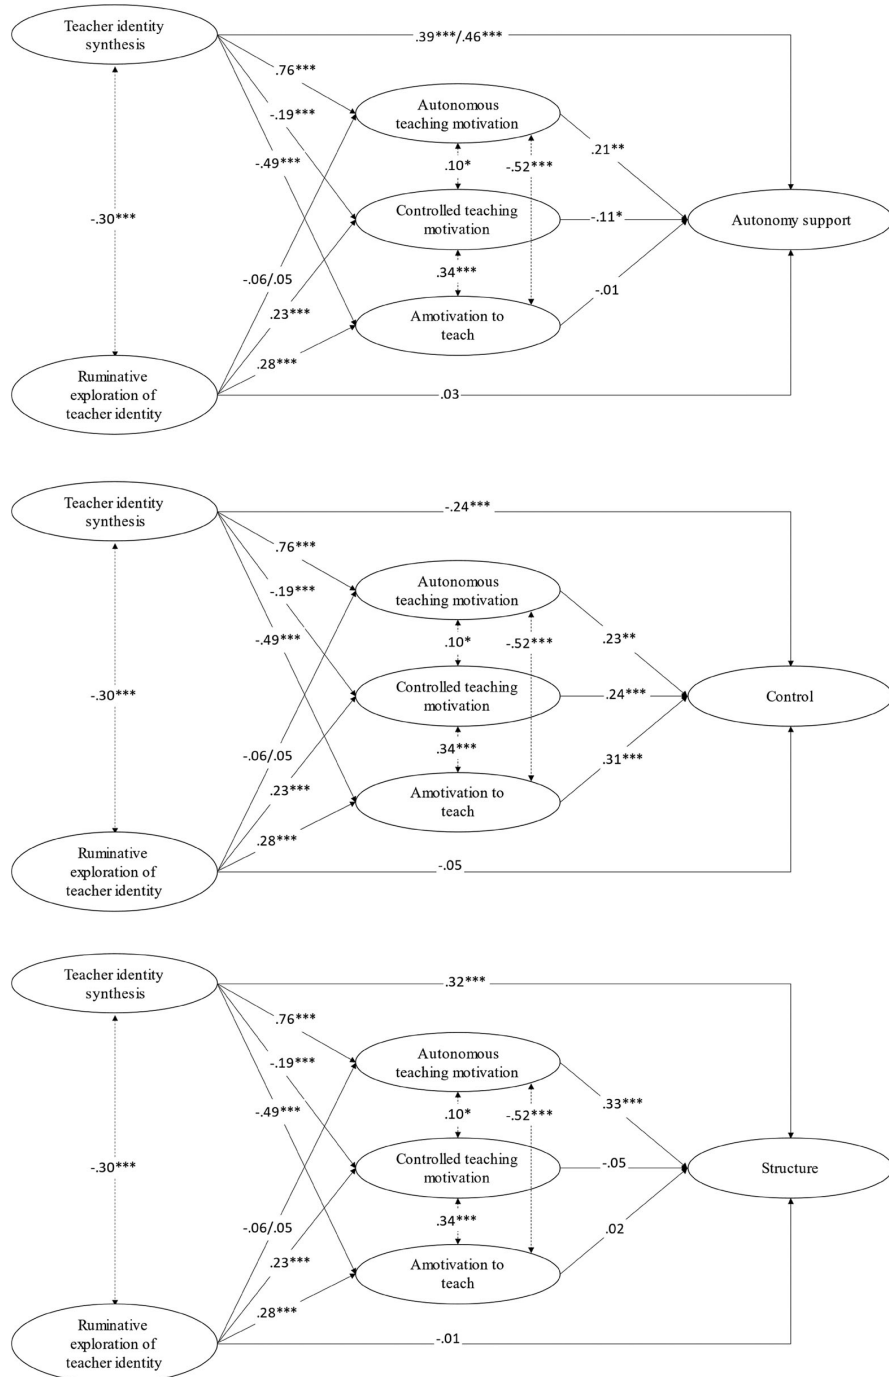 Teacher identity
synthesis
.39***/.46***
.76***
Autonomous
teaching motivation
-.19***
.21**
-.49***
.10*
-.52***
-.30***
Controlled teaching
motivation
-.11*
Autonomy support
-.06/.05
.34***
-.01
.23***
Amotivation to
teach
.28***
Ruminative
exploration of
teacher identity
.03
Teacher identity
synthesis
-.24***
.76***
Autonomous
teaching motivation
-.19***
.23**
-.49***
.10*
-.52***
-.30***
Controlled teaching
motivation
.24***
Control
-.06/.05
.34***
.31***
.23***
Amotivation to
teach
.28***
Ruminative
exploration of
teacher identity
-.05
Teacher identity
synthesis
.32***
.76***
Autonomous
teaching motivation
-.19***
.33***
-.49***
.10*
-.52***
-.30***
Controlled teaching
motivation
-.05
Structure
-.06/.05
.34***
.02
.23***
Amotivation to
teach
.28***
Ruminative
exploration of
teacher identity
-.01